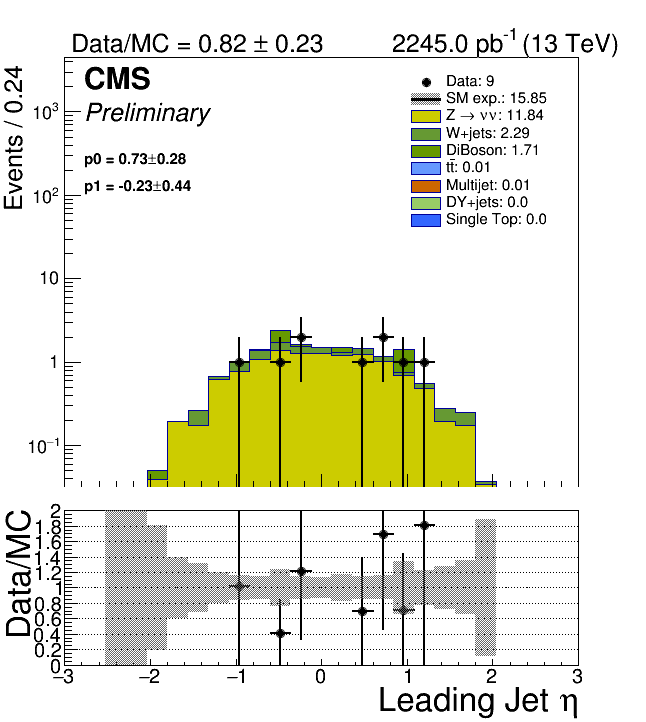 Data/MC = 0.82 ± 0.23 2245.0 pb⁻¹ (13 TeV)
CMS
Preliminary
p0 = 0.73±0.28
p1 = -0.23±0.44
Data: 9
SM exp.: 15.85
Z → νν: 11.84
W+jets: 2.29
DiBoson: 1.71
tt̄: 0.01
Multijet: 0.01
DY+jets: 0.0
Single Top: 0.0
Events / 0.24
10³
10²
10
1
10⁻¹
Data/MC
2
1.8
1.6
1.4
1.2
1
0.8
0.6
0.4
0.2
0
−3 −2 −1 0 1 2 3
Leading Jet η